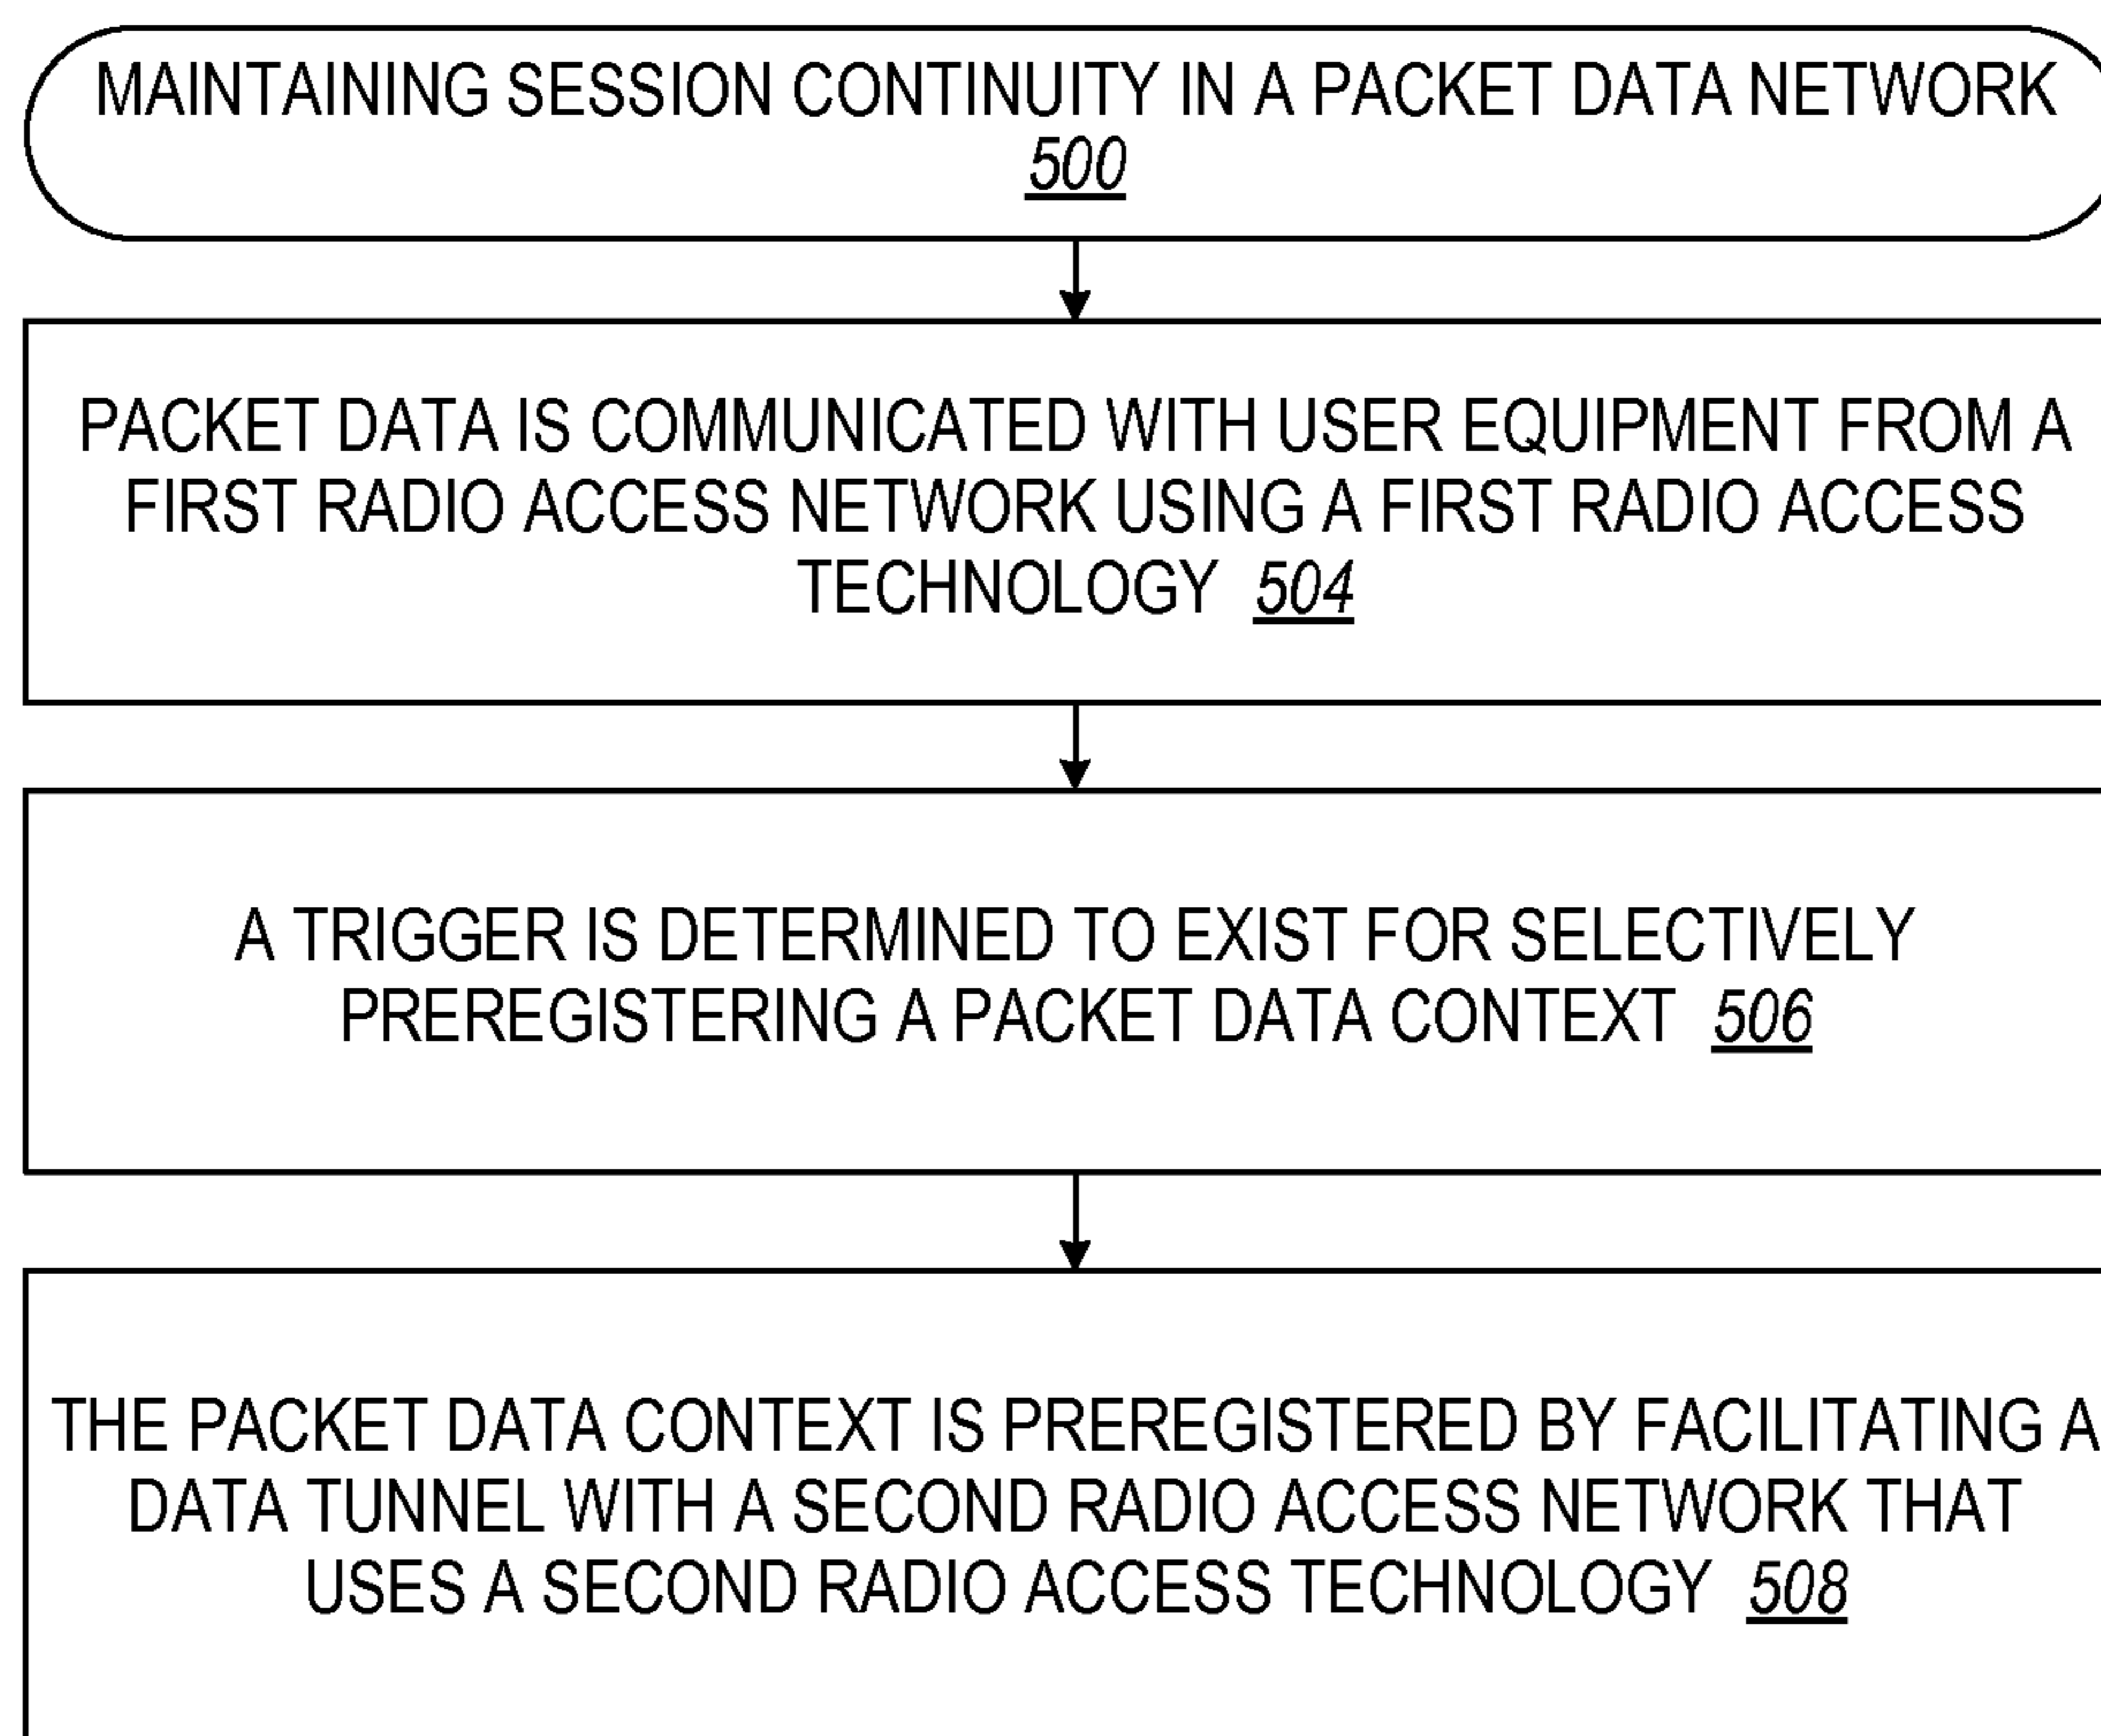 MAINTAINING SESSION CONTINUITY IN A PACKET DATA NETWORK
500
PACKET DATA IS COMMUNICATED WITH USER EQUIPMENT FROM A
FIRST RADIO ACCESS NETWORK USING A FIRST RADIO ACCESS
TECHNOLOGY 504
A TRIGGER IS DETERMINED TO EXIST FOR SELECTIVELY
PREREGISTERING A PACKET DATA CONTEXT 506
THE PACKET DATA CONTEXT IS PREREGISTERED BY FACILITATING A
DATA TUNNEL WITH A SECOND RADIO ACCESS NETWORK THAT
USES A SECOND RADIO ACCESS TECHNOLOGY 508